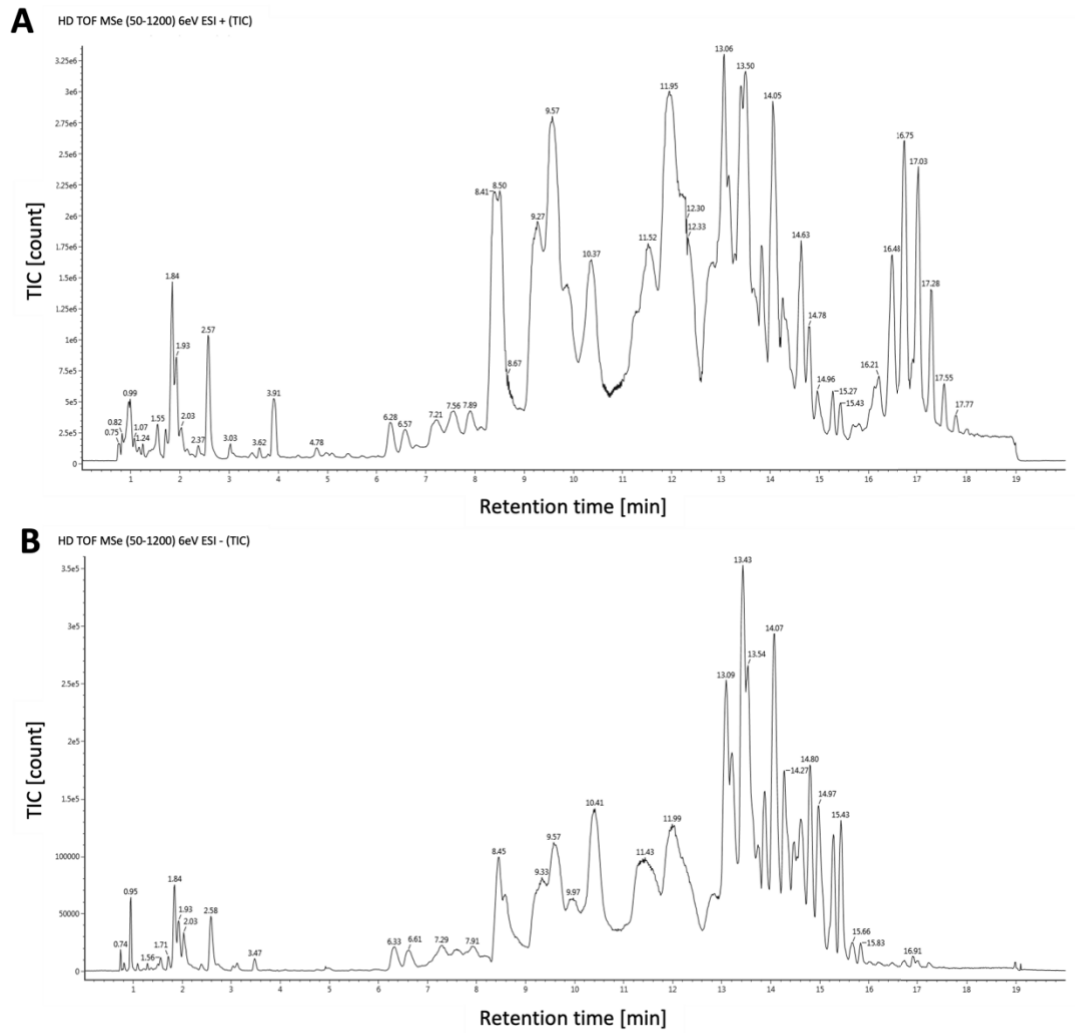 A
HD TOF MSe (50-1200) 6eV ESI + (TIC)
3.25e6
3e6
2.75e6
2.5e6
2.25e6
2e6
1.75e6
1.5e6
1.25e6
1e6
7.5e5
5e5
2.5e5
0
TIC [count]
0.75
0.82
0.99
1.07
1.24
1.55
1.84
1.93
2.03
2.37
2.57
3.03
3.62
3.91
4.78
6.28
6.57
7.21
7.56
7.89
8.41
8.50
8.67
9.27
9.57
10.37
11.52
11.95
12.30
12.33
13.06
13.50
14.05
14.63
14.78
14.96
15.27
15.43
16.21
16.48
16.75
17.03
17.28
17.55
17.77
1 2 3 4 5 6 7 8 9 10 11 12 13 14 15 16 17 18 19
Retention time [min]
B
HD TOF MSe (50-1200) 6eV ESI - (TIC)
3.5e5
3e5
2.5e5
2e5
1.5e5
100000
50000
0
TIC [count]
0.74
0.95
1.56
1.71
1.84
1.93
2.03
2.58
3.47
6.33
6.61
7.29
7.91
8.45
9.33
9.57
9.97
10.41
11.43
11.99
13.09
13.43
13.54
14.07
14.27
14.80
14.97
15.43
15.66
15.83
16.91
1 2 3 4 5 6 7 8 9 10 11 12 13 14 15 16 17 18 19
Retention time [min]